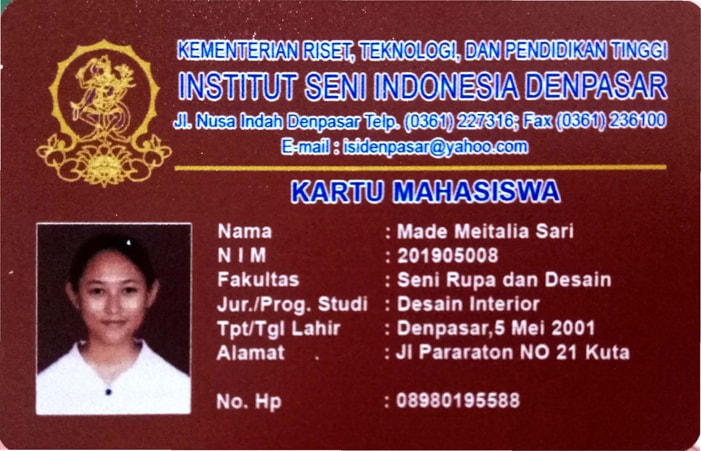 KEMENTERIAN RISET, TEKNOLOGI, DAN PENDIDIKAN TINGGI
INSTITUT SENI INDONESIA DENPASAR
Jl. Nusa Indah Denpasar Telp. (0361) 227316; Fax (0361) 236100
E-mail : isidenpasar@yahoo.com
KARTU MAHASISWA
Nama : Made Meitalia Sari
N I M : 201905008
Fakultas : Seni Rupa dan Desain
Jur./Prog. Studi : Desain Interior
Tpt/Tgl Lahir : Denpasar,5 Mei 2001
Alamat : Jl Pararaton NO 21 Kuta
No. Hp : 08980195588